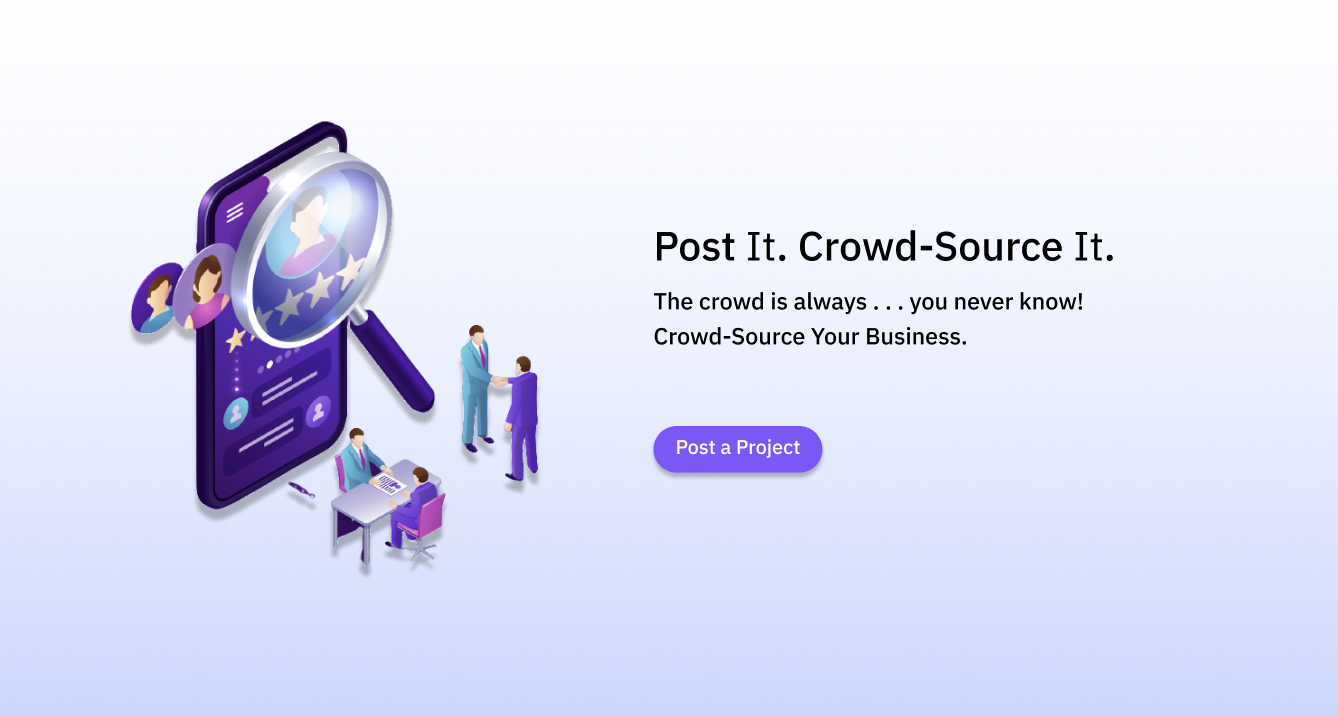 Post It. Crowd-Source It.
The crowd is always . . . you never know!
Crowd-Source Your Business.
Post a Project